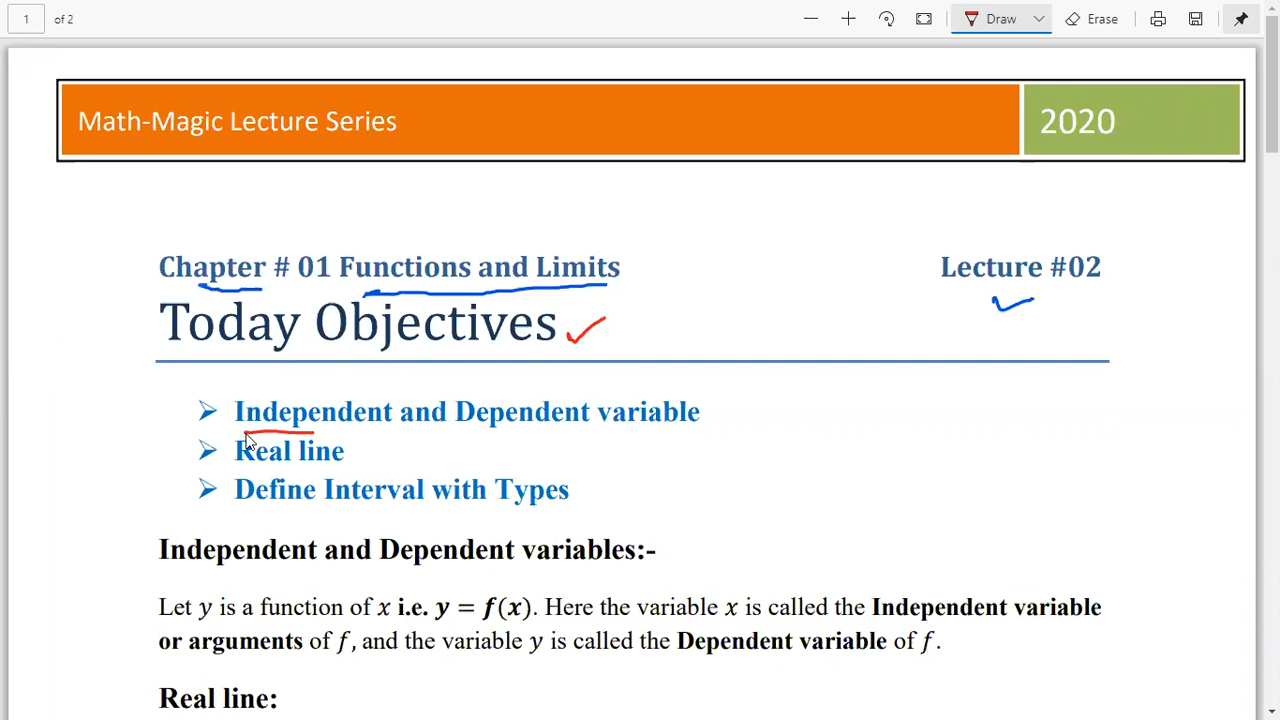 1 of 2 Draw Erase
Math-Magic Lecture Series 2020
Chapter # 01 Functions and Limits Lecture #02
Today Objectives
➢ Independent and Dependent variable
➢ Real line
➢ Define Interval with Types
Independent and Dependent variables:-
Let y is a function of x i.e. y = f(x). Here the variable x is called the Independent variable
or arguments of f, and the variable y is called the Dependent variable of f.
Real line: